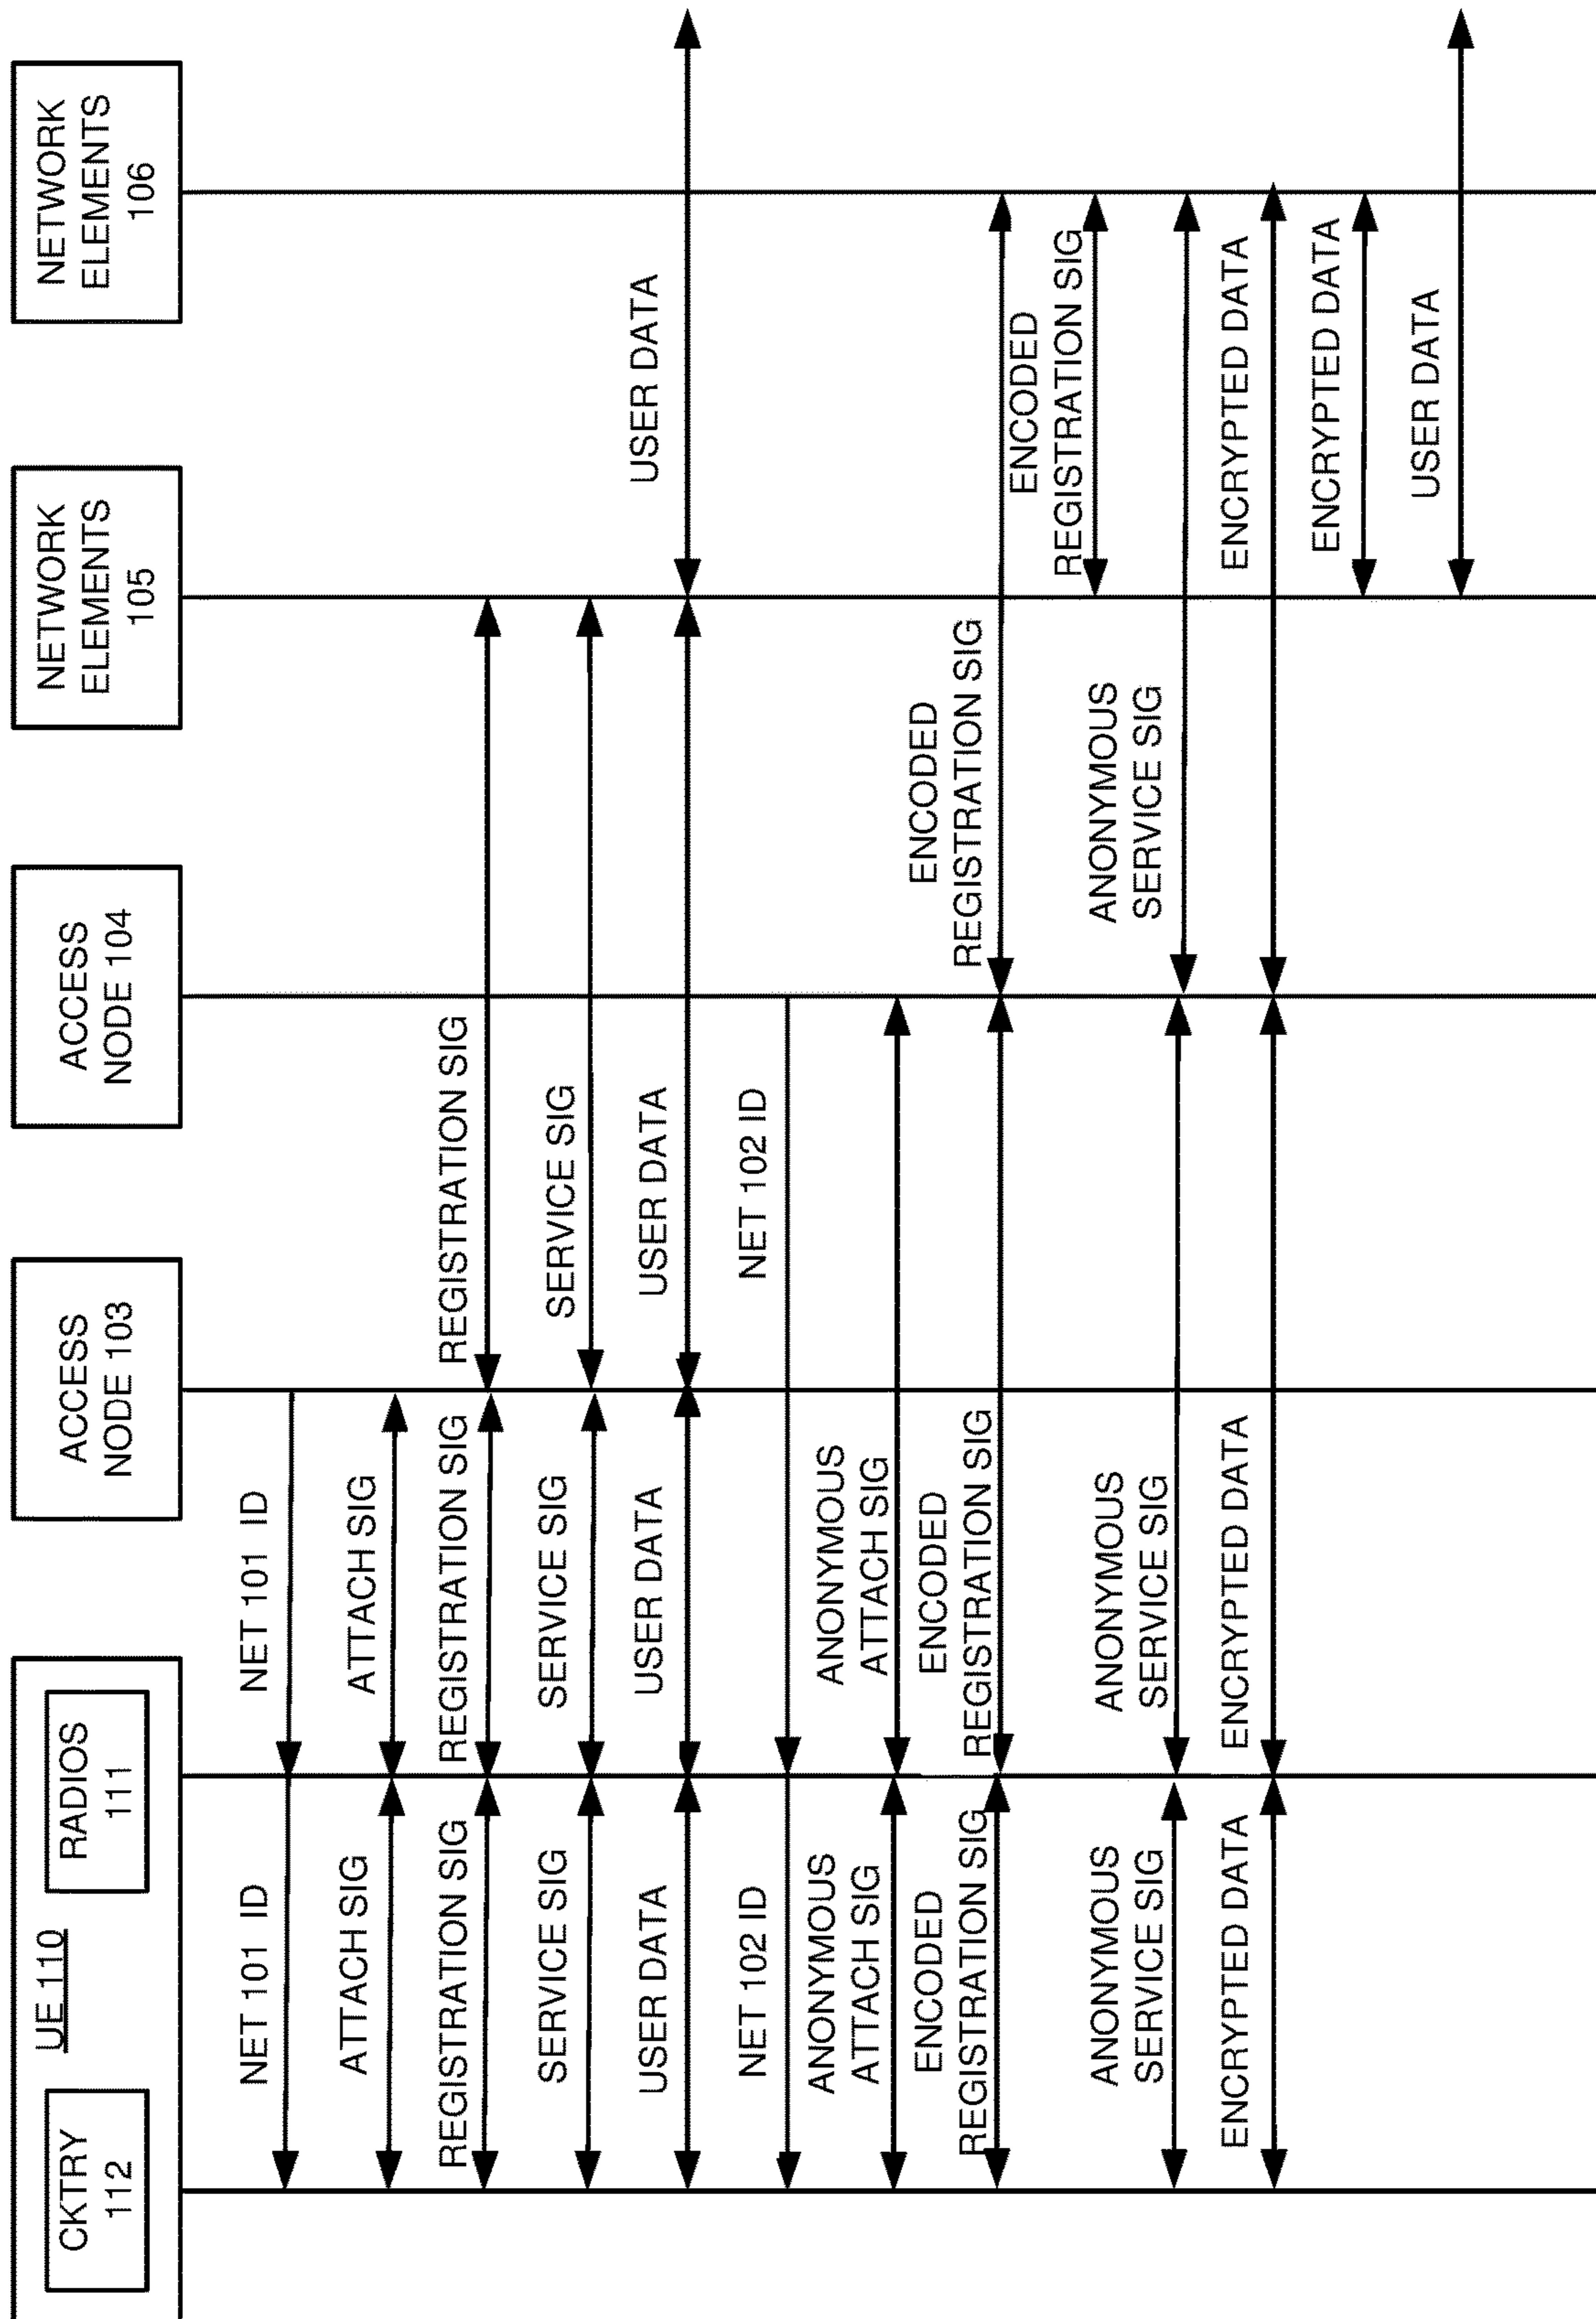 UE 110
CKTRY
112
RADIOS
111
ACCESS
NODE 103
ACCESS
NODE 104
NETWORK
ELEMENTS
105
NETWORK
ELEMENTS
106
NET 101 ID
NET 101 ID
ATTACH SIG
ATTACH SIG
REGISTRATION SIG
REGISTRATION SIG
REGISTRATION SIG
SERVICE SIG
SERVICE SIG
SERVICE SIG
USER DATA
USER DATA
USER DATA
USER DATA
NET 102 ID
NET 102 ID
ANONYMOUS
ATTACH SIG
ANONYMOUS
ATTACH SIG
ENCODED
REGISTRATION SIG
ENCODED
REGISTRATION SIG
ENCODED
REGISTRATION SIG
ENCODED
REGISTRATION SIG
ANONYMOUS
SERVICE SIG
ANONYMOUS
SERVICE SIG
ANONYMOUS
SERVICE SIG
ENCRYPTED DATA
ENCRYPTED DATA
ENCRYPTED DATA
ENCRYPTED DATA
USER DATA